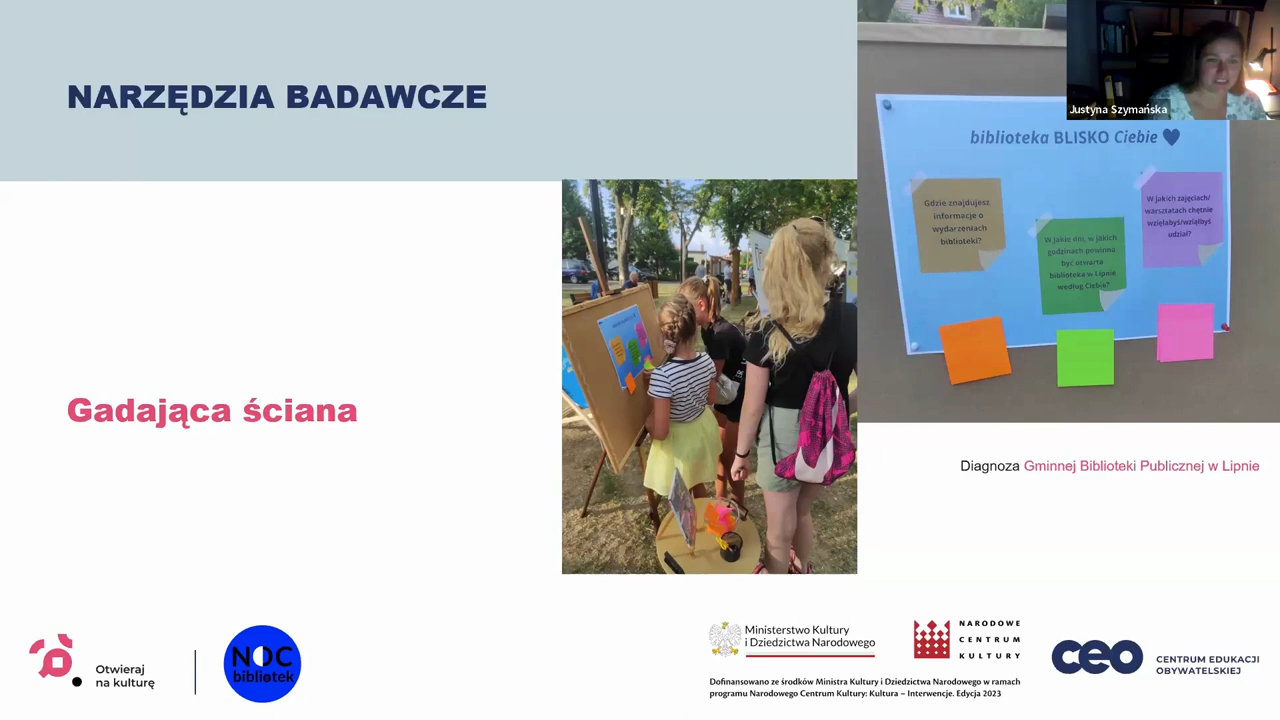 NARZĘDZIA BADAWCZE
Justyna Szymańska
biblioteka BLISKO Ciebie
Gdzie znajdujesz
informacje o
wydarzeniach
biblioteki?
W jakie dni, w jakich
godzinach powinna
być otwarta
biblioteka w Lipnie
według Ciebie?
W jakich zajęciach/
warsztatach chętnie
wzięłabyś/wziąłbyś
udział?
Gadająca ściana
Diagnoza Gminnej Biblioteki Publicznej w Lipnie
Otwieraj
na kulturę
NOC
bibliotek
Ministerstwo Kultury
i Dziedzictwa Narodowego
NARODOWE
CENTRUM
KULTURY
Dofinansowano ze środków Ministra Kultury i Dziedzictwa Narodowego w ramach
programu Narodowego Centrum Kultury: Kultura – Interwencje. Edycja 2023
ceo
CENTRUM EDUKACJI
OBYWATELSKIEJ